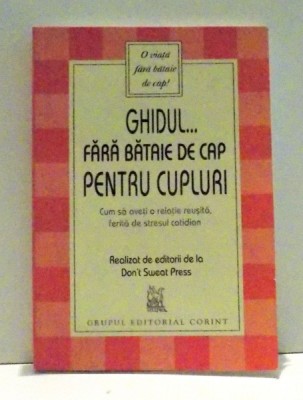 O viață
fără bătaie
de cap!
GHIDUL...
FĂRĂ BĂTAIE DE CAP
PENTRU CUPLURI
Cum să aveți o relație reușită,
ferită de stresul cotidian
Realizat de editorii de la
Don't Sweat Press
GRUPUL EDITORIAL CORINT